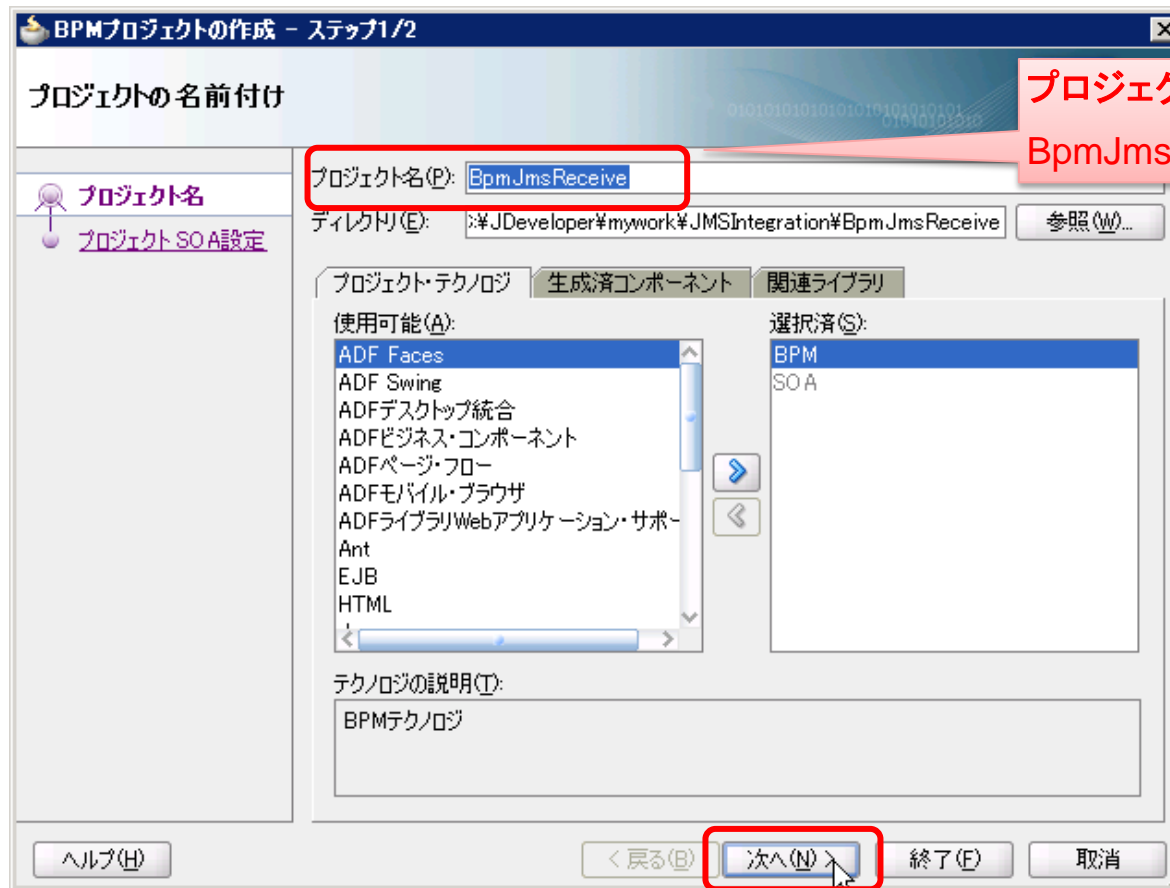 BPMプロジェクトの作成 - ステップ1/2
プロジェクトの名前付け
プロジェク
BpmJms
プロジェクト名
プロジェクト SOA設定
プロジェクト名(P): BpmJmsReceive
ディレクトリ(E): :¥JDeveloper¥mywork¥JMSIntegration¥BpmJmsReceive 参照(W)...
プロジェクト・テクノロジ 生成済コンポーネント 関連ライブラリ
使用可能(A): 選択済(S):
ADF Faces
ADF Swing
ADFデスクトップ統合
ADFビジネス・コンポーネント
ADFページ・フロー
ADFモバイル・ブラウザ
ADFライブラリWebアプリケーション・サポー
Ant
EJB
HTML
BPM
SOA
テクノロジの説明(T):
BPMテクノロジ
ヘルプ(H) < 戻る(B) 次へ(N) > 終了(F) 取消